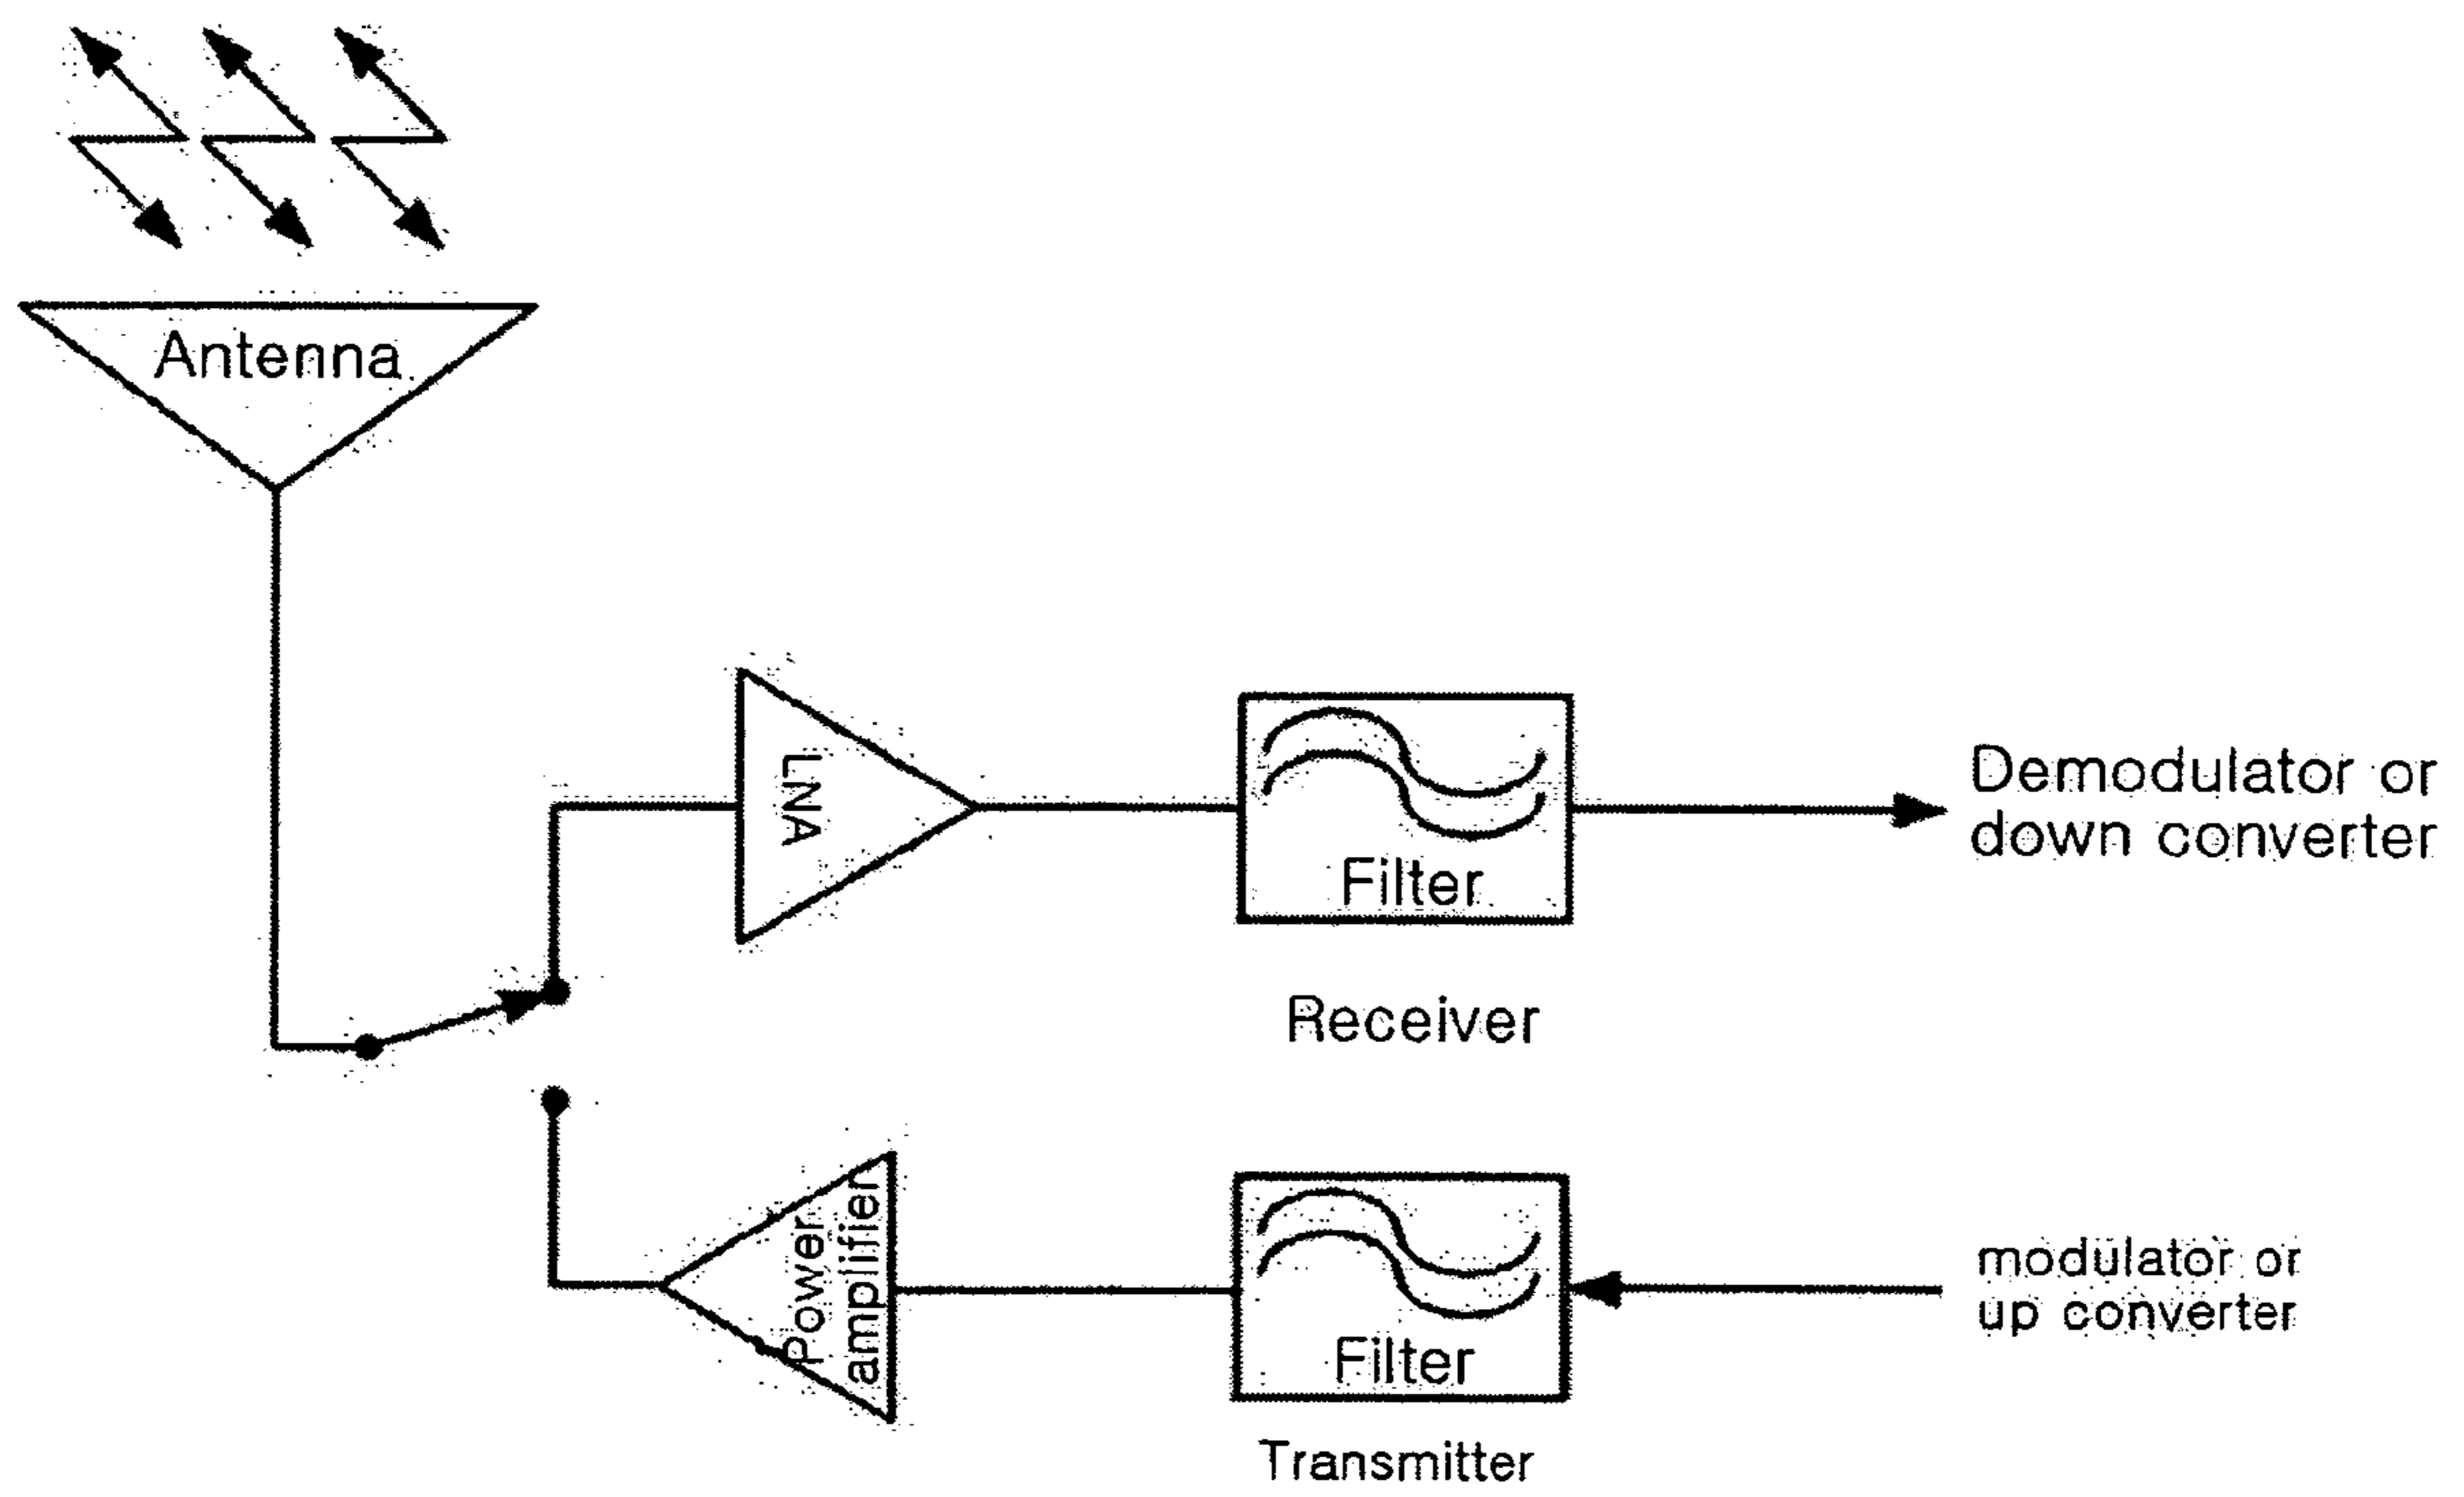 Antenna
LNA
Filter
Demodulator or
down converter
Receiver
Power
amplifier
Filter
modulator or
up converter
Transmitter